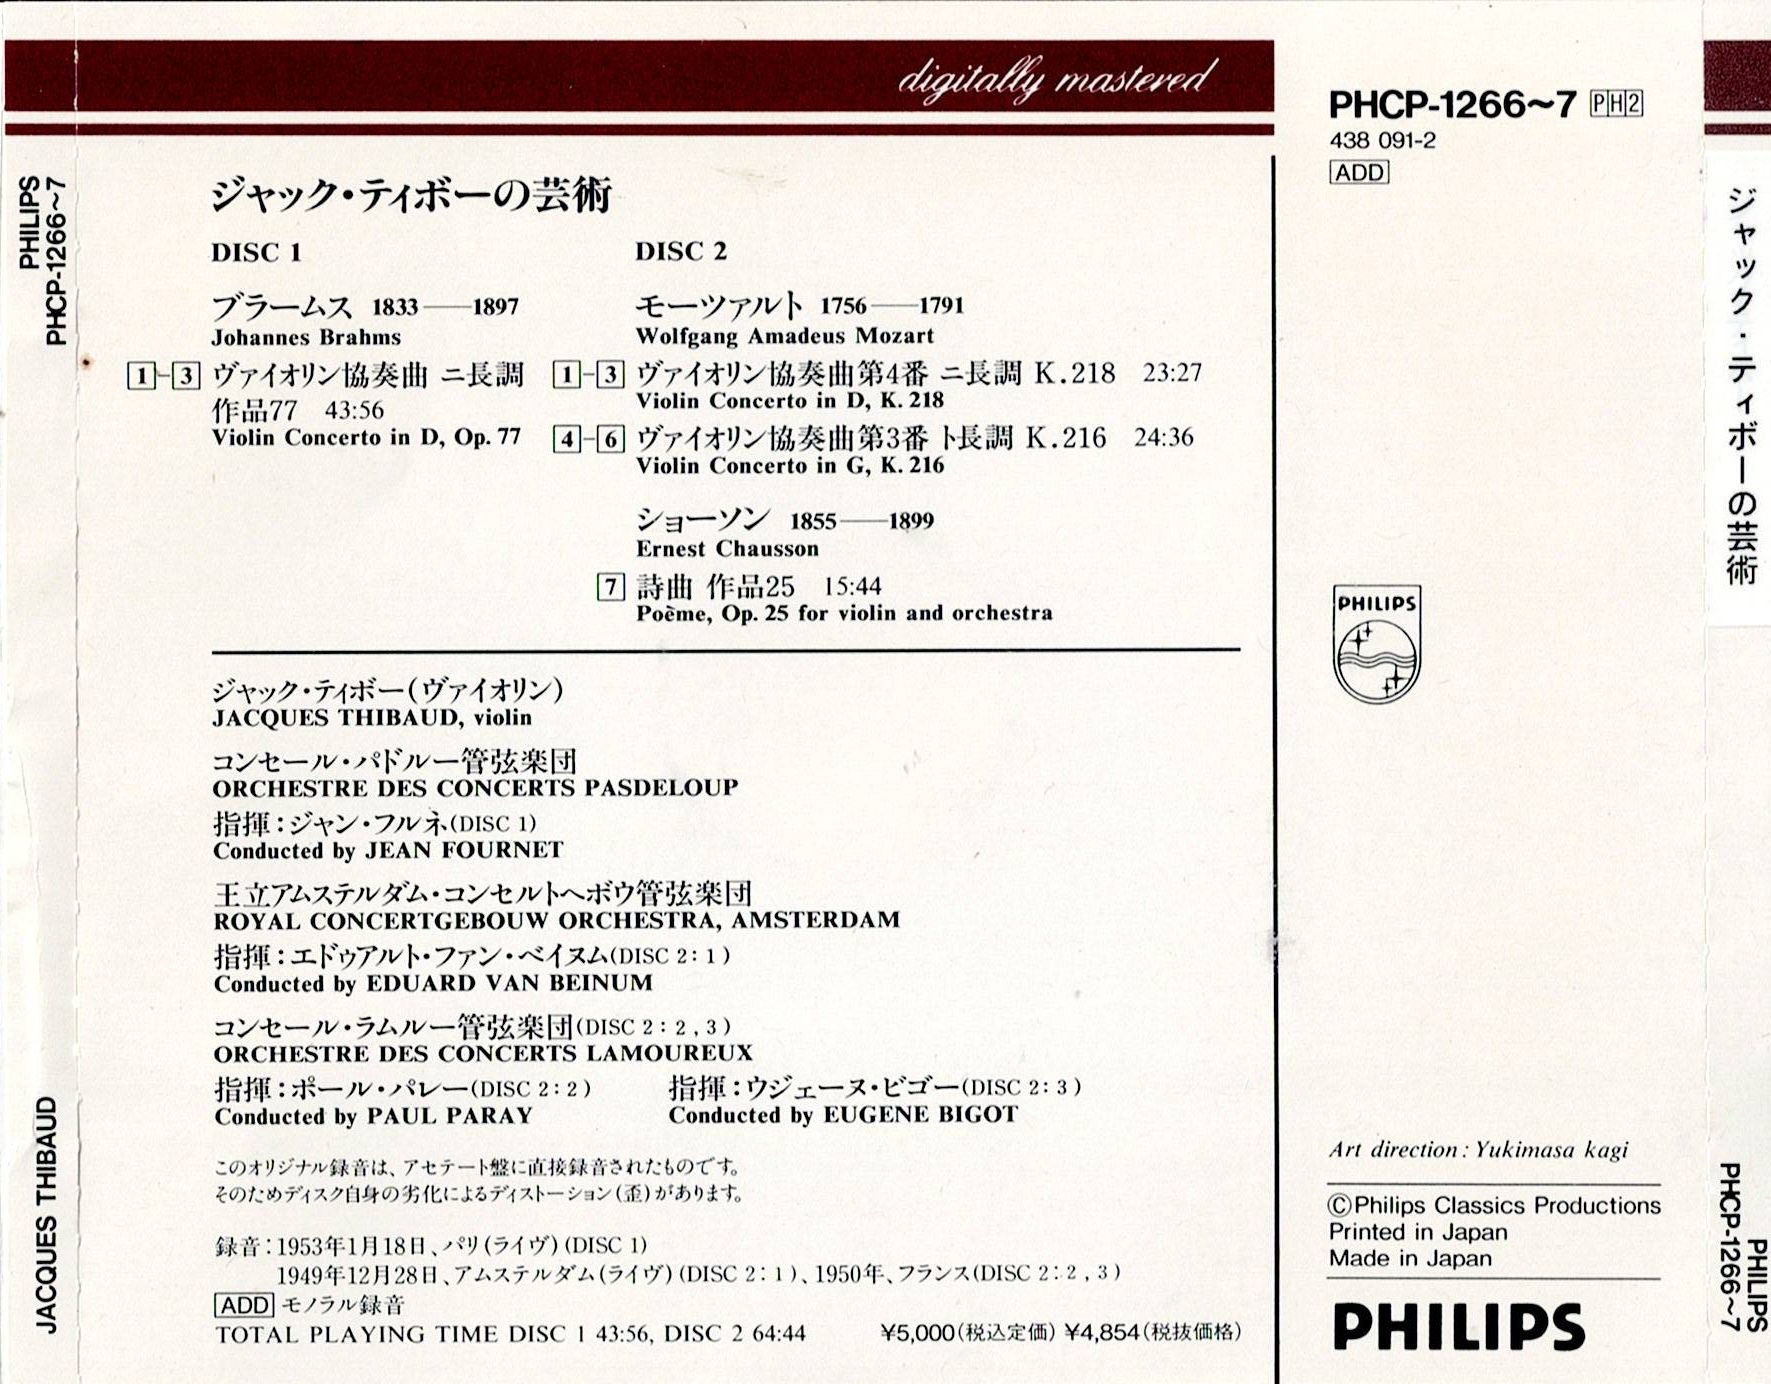 digitally mastered
PHILIPS
PHCP-1266〜7
JACQUES THIBAUD
ジャック・ティボーの芸術
DISC 1
ブラームス 1833——1897
Johannes Brahms
1-3 ヴァイオリン協奏曲 ニ長調
作品77 43:56
Violin Concerto in D, Op. 77
DISC 2
モーツァルト 1756——1791
Wolfgang Amadeus Mozart
1-3 ヴァイオリン協奏曲第4番 ニ長調 K.218 23:27
Violin Concerto in D, K. 218
4-6 ヴァイオリン協奏曲第3番 ト長調 K.216 24:36
Violin Concerto in G, K. 216
ショーソン 1855——1899
Ernest Chausson
7 詩曲 作品25 15:44
Poème, Op. 25 for violin and orchestra
ジャック・ティボー(ヴァイオリン)
JACQUES THIBAUD, violin
コンセール・パドルー管弦楽団
ORCHESTRE DES CONCERTS PASDELOUP
指揮:ジャン・フルネ(DISC 1)
Conducted by JEAN FOURNET
王立アムステルダム・コンセルトヘボウ管弦楽団
ROYAL CONCERTGEBOUW ORCHESTRA, AMSTERDAM
指揮:エドゥアルト・ファン・ベイヌム(DISC 2:1)
Conducted by EDUARD VAN BEINUM
コンセール・ラムルー管弦楽団(DISC 2:2,3)
ORCHESTRE DES CONCERTS LAMOUREUX
指揮:ポール・パレー(DISC 2:2) 指揮:ウジェーヌ・ビゴー(DISC 2:3)
Conducted by PAUL PARAY Conducted by EUGENE BIGOT
このオリジナル録音は、アセテート盤に直接録音されたものです。
そのためディスク自身の劣化によるディストーション(歪)があります。
録音:1953年1月18日、パリ(ライヴ)(DISC 1)
1949年12月28日、アムステルダム(ライヴ)(DISC 2:1)、1950年、フランス(DISC 2:2,3)
ADD モノラル録音
TOTAL PLAYING TIME DISC 1 43:56, DISC 2 64:44 ¥5,000(税込定価) ¥4,854(税抜価格)
PHCP-1266〜7 PH2
438 091-2
ADD
PHILIPS
Art direction: Yukimasa kagi
ⒸPhilips Classics Productions
Printed in Japan
Made in Japan
PHILIPS
ジャック・ティボーの芸術
PHILIPS
PHCP-1266〜7